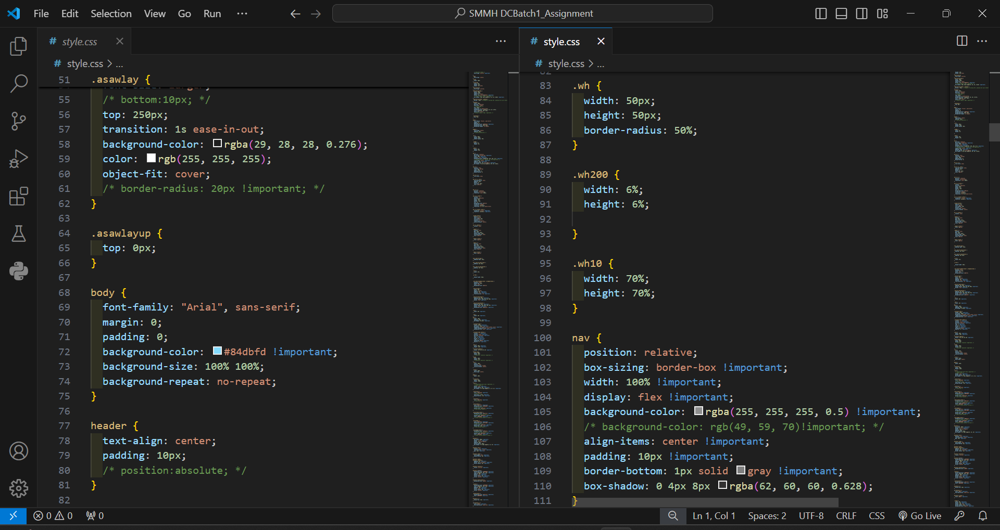 File Edit Selection View Go Run ···
SMMH DCBatch1_Assignment
# style.css
# style.css > ...
51 .asawlay {
55 /* bottom:10px; */
56 top: 250px;
57 transition: 1s ease-in-out;
58 background-color: rgba(29, 28, 28, 0.276);
59 color: rgb(255, 255, 255);
60 object-fit: cover;
61 /* border-radius: 20px !important; */
62 }
63
64 .asawlayup {
65 top: 0px;
66 }
67
68 body {
69 font-family: "Arial", sans-serif;
70 margin: 0;
71 padding: 0;
72 background-color: #84dbfd !important;
73 background-size: 100% 100%;
74 background-repeat: no-repeat;
75 }
76
77 header {
78 text-align: center;
79 padding: 10px;
80 /* position:absolute; */
81 }
82
# style.css
# style.css > ...
82
83 .wh {
84 width: 50px;
85 height: 50px;
86 border-radius: 50%;
87 }
88
89 .wh200 {
90 width: 6%;
91 height: 6%;
92
93 }
94
95 .wh10 {
96 width: 70%;
97 height: 70%;
98 }
99
100 nav {
101 position: relative;
102 box-sizing: border-box !important;
103 width: 100% !important;
104 display: flex !important;
105 background-color: rgba(255, 255, 255, 0.5) !important;
106 /* background-color: rgb(49, 59, 70)!important; */
107 align-items: center !important;
108 padding: 10px !important;
109 border-bottom: 1px solid gray !important;
110 box-shadow: 0 4px 8px rgba(62, 60, 60, 0.628);
111 }
0 0 0
Ln 1, Col 1 Spaces: 2 UTF-8 CRLF CSS Go Live